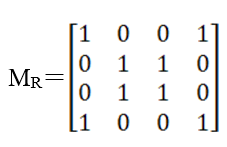 1 0 0 1
0 1 1 0
M_R = 0 1 1 0
1 0 0 1